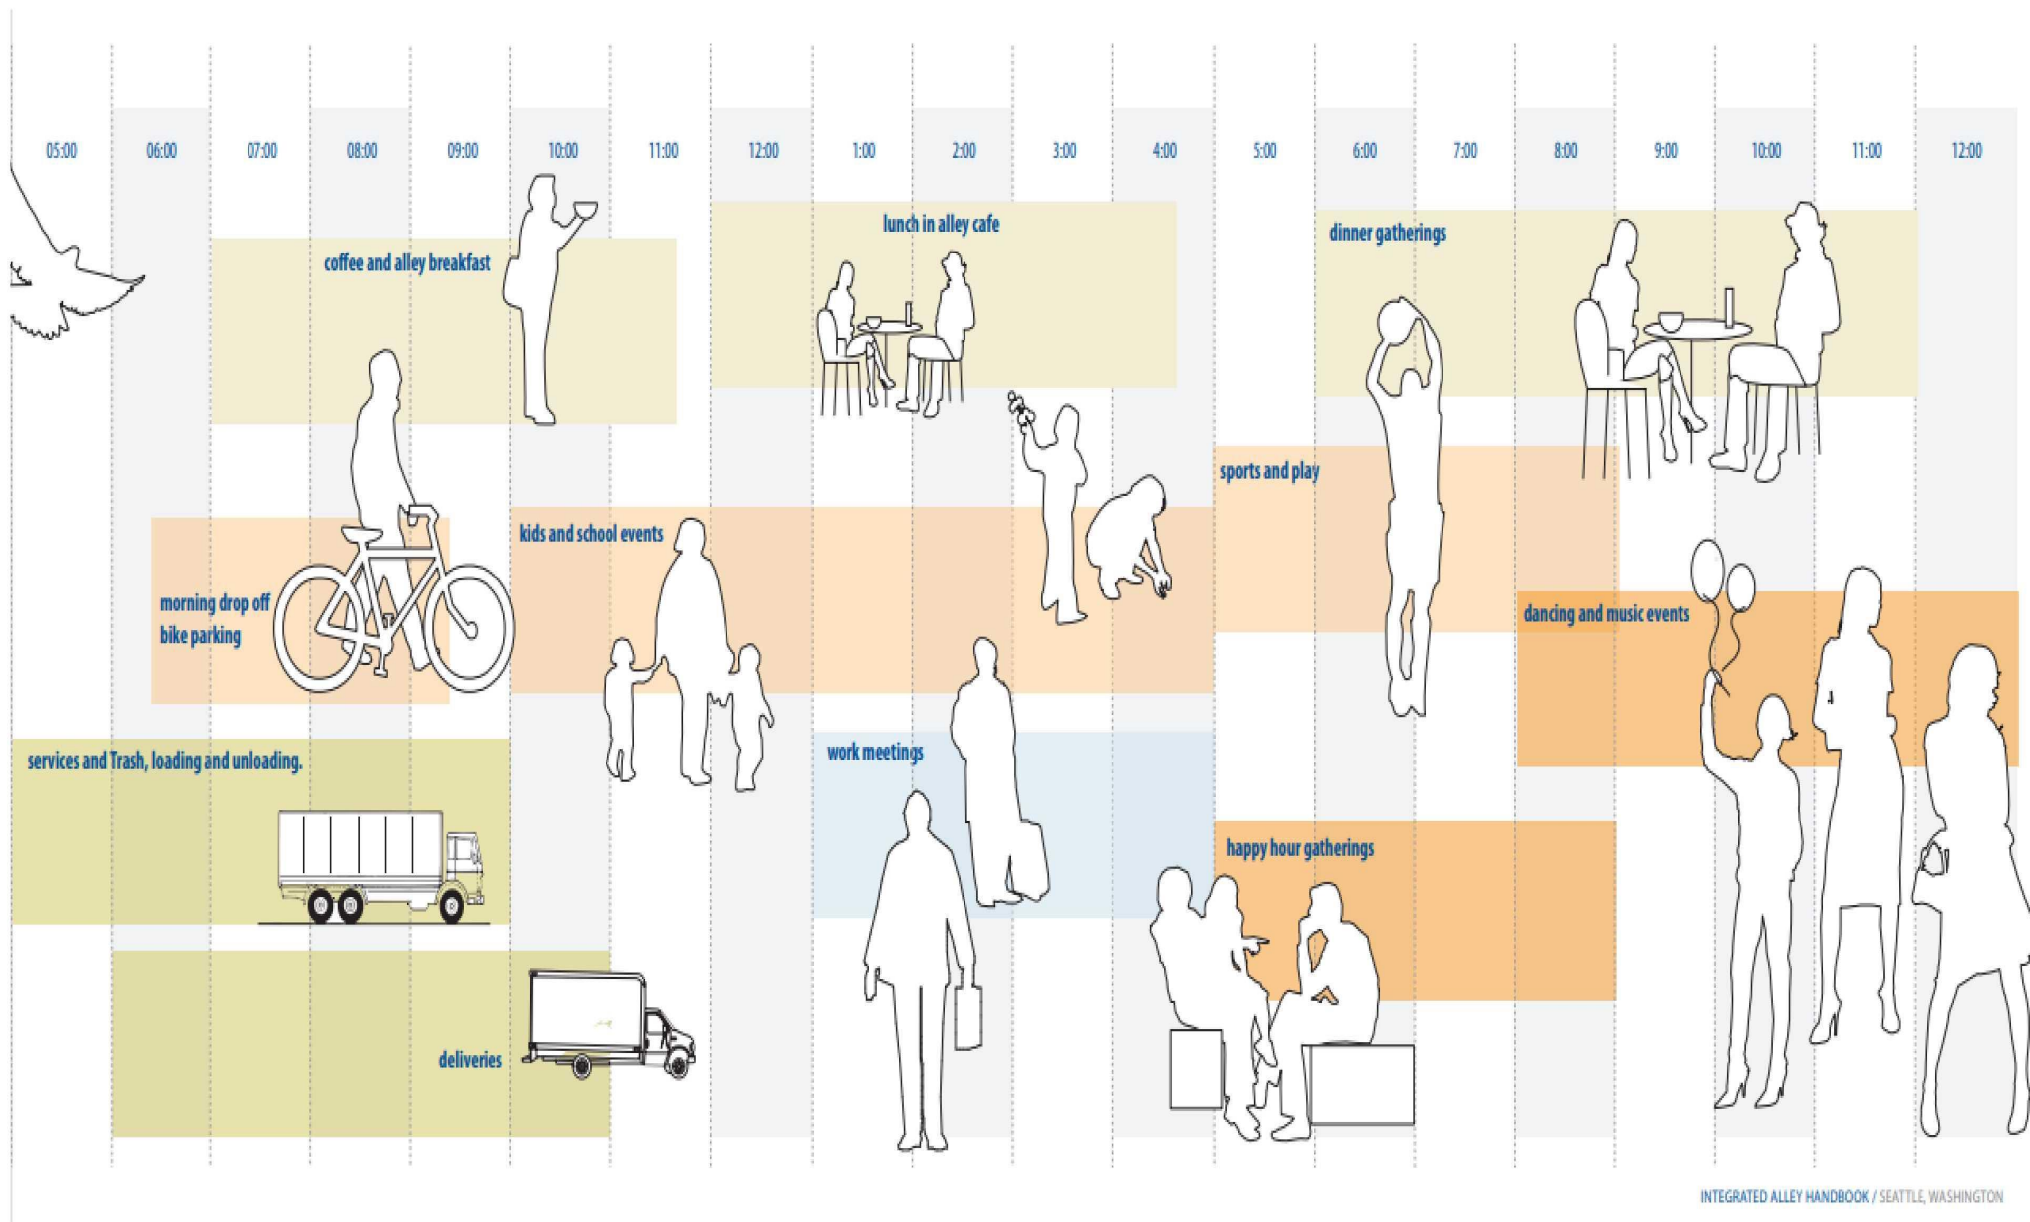 05:00 06:00 07:00 08:00 09:00 10:00 11:00 12:00 1:00 2:00 3:00 4:00 5:00 6:00 7:00 8:00 9:00 10:00 11:00 12:00
coffee and alley breakfast
lunch in alley cafe
dinner gatherings
sports and play
kids and school events
morning drop off
bike parking
dancing and music events
services and Trash, loading and unloading.
work meetings
happy hour gatherings
deliveries
INTEGRATED ALLEY HANDBOOK / SEATTLE, WASHINGTON